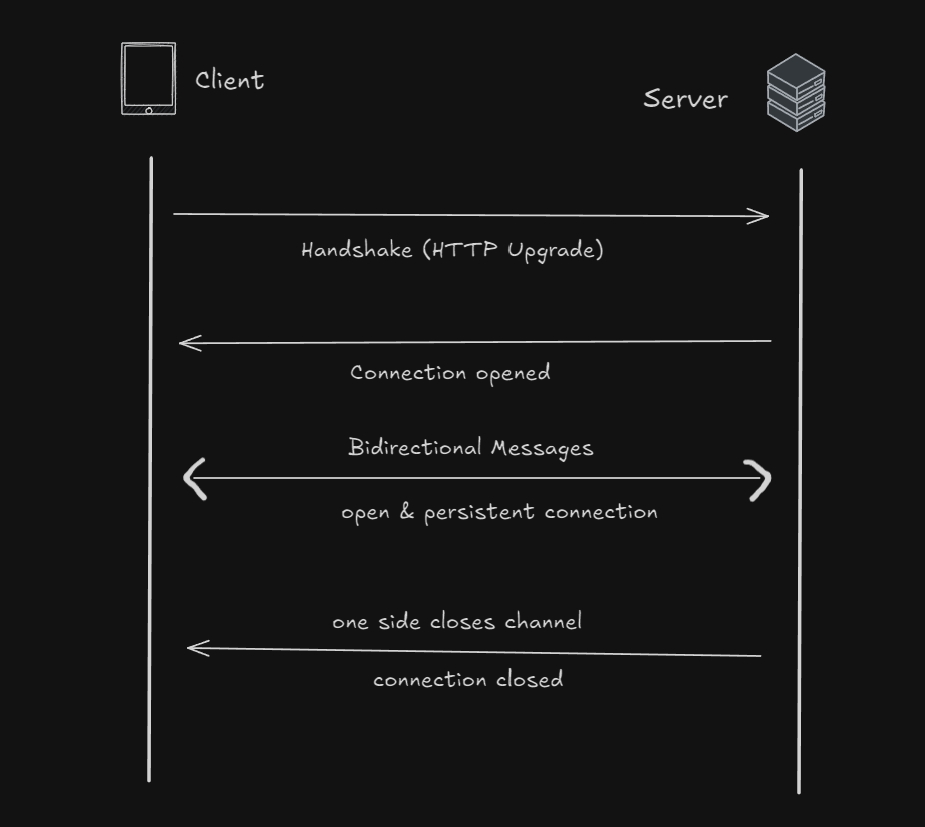 Client
Server
Handshake (HTTP Upgrade)
Connection opened
Bidirectional Messages
open & persistent connection
one side closes channel
connection closed